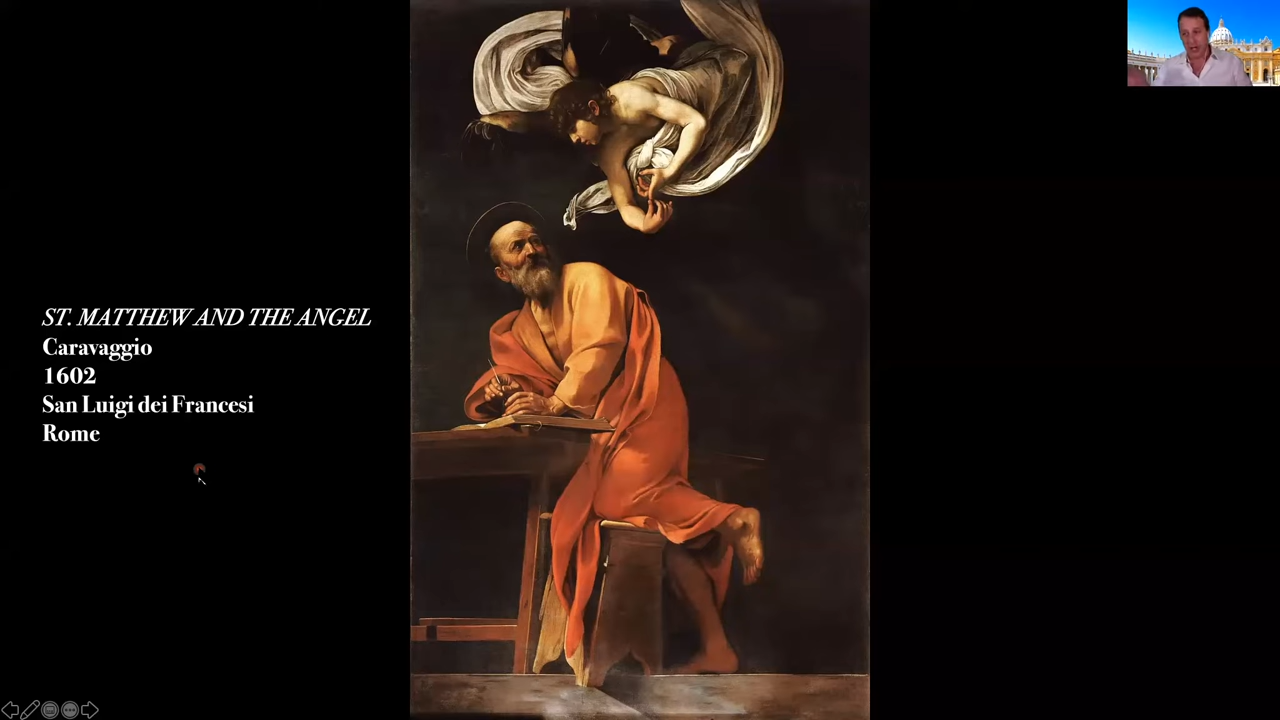 ST. MATTHEW AND THE ANGEL
Caravaggio
1602
San Luigi dei Francesi
Rome